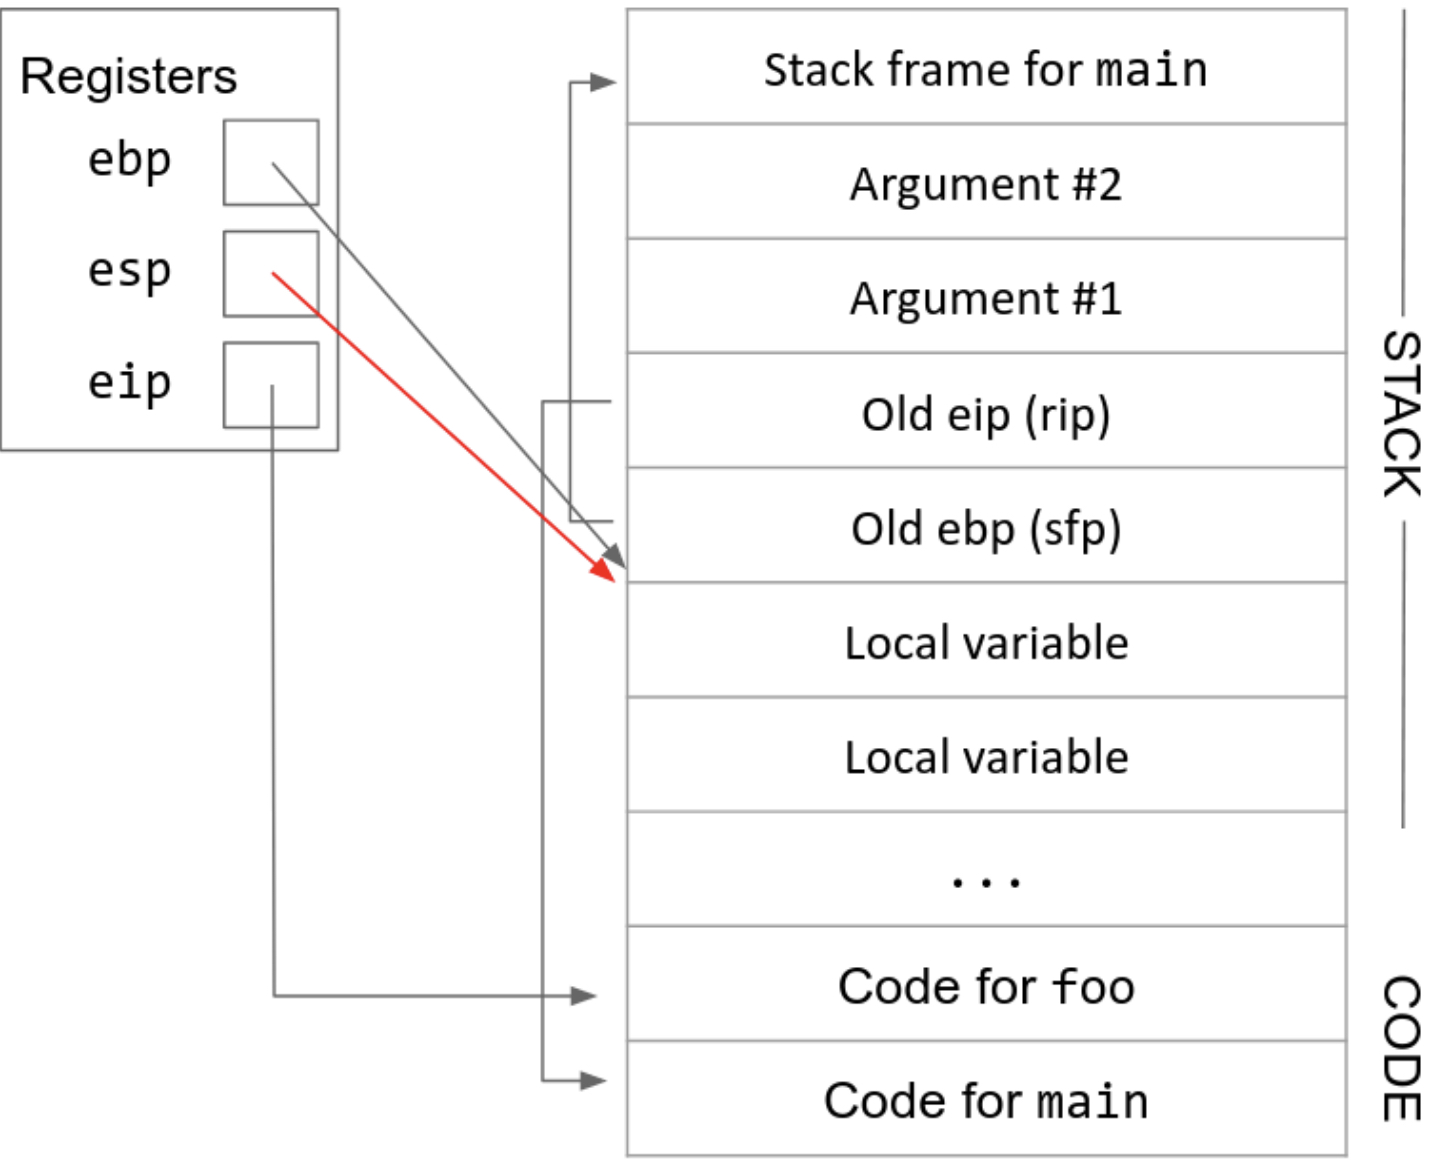 Registers
ebp
esp
eip
Stack frame for main
Argument #2
Argument #1
Old eip (rip)
Old ebp (sfp)
Local variable
Local variable
...
Code for foo
Code for main
STACK
CODE